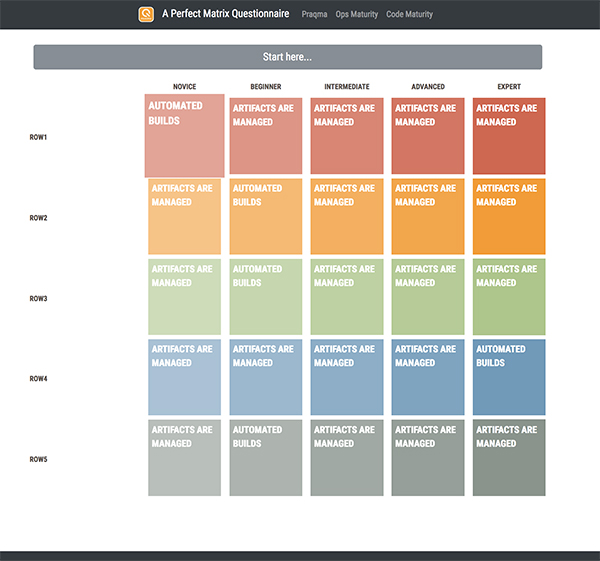 A Perfect Matrix Questionnaire Praqma Ops Maturity Code Maturity
Start here...
NOVICE BEGINNER INTERMEDIATE ADVANCED EXPERT
ROW1
AUTOMATED
BUILDS
ARTIFACTS ARE
MANAGED
ARTIFACTS ARE
MANAGED
ARTIFACTS ARE
MANAGED
ARTIFACTS ARE
MANAGED
ROW2
ARTIFACTS ARE
MANAGED
AUTOMATED
BUILDS
ARTIFACTS ARE
MANAGED
ARTIFACTS ARE
MANAGED
ARTIFACTS ARE
MANAGED
ROW3
ARTIFACTS ARE
MANAGED
AUTOMATED
BUILDS
ARTIFACTS ARE
MANAGED
ARTIFACTS ARE
MANAGED
ARTIFACTS ARE
MANAGED
ROW4
ARTIFACTS ARE
MANAGED
ARTIFACTS ARE
MANAGED
ARTIFACTS ARE
MANAGED
ARTIFACTS ARE
MANAGED
AUTOMATED
BUILDS
ROW5
ARTIFACTS ARE
MANAGED
AUTOMATED
BUILDS
ARTIFACTS ARE
MANAGED
ARTIFACTS ARE
MANAGED
ARTIFACTS ARE
MANAGED